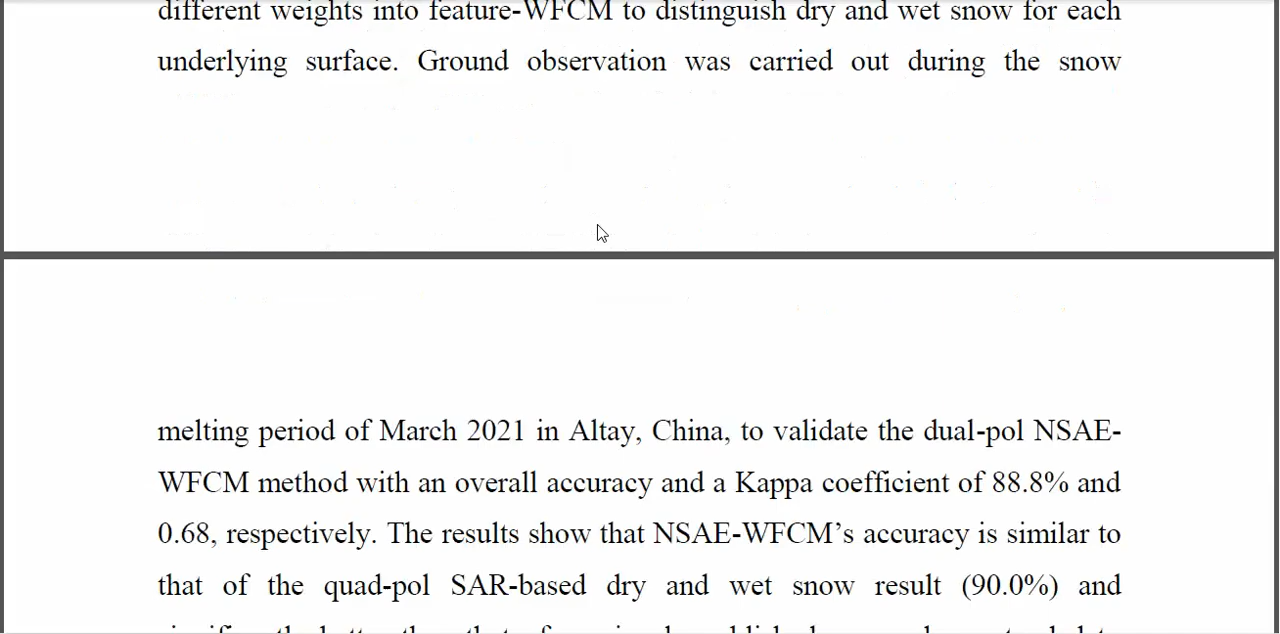 different weights into feature-WFCM to distinguish dry and wet snow for each
underlying surface. Ground observation was carried out during the snow
melting period of March 2021 in Altay, China, to validate the dual-pol NSAE-
WFCM method with an overall accuracy and a Kappa coefficient of 88.8% and
0.68, respectively. The results show that NSAE-WFCM’s accuracy is similar to
that of the quad-pol SAR-based dry and wet snow result (90.0%) and